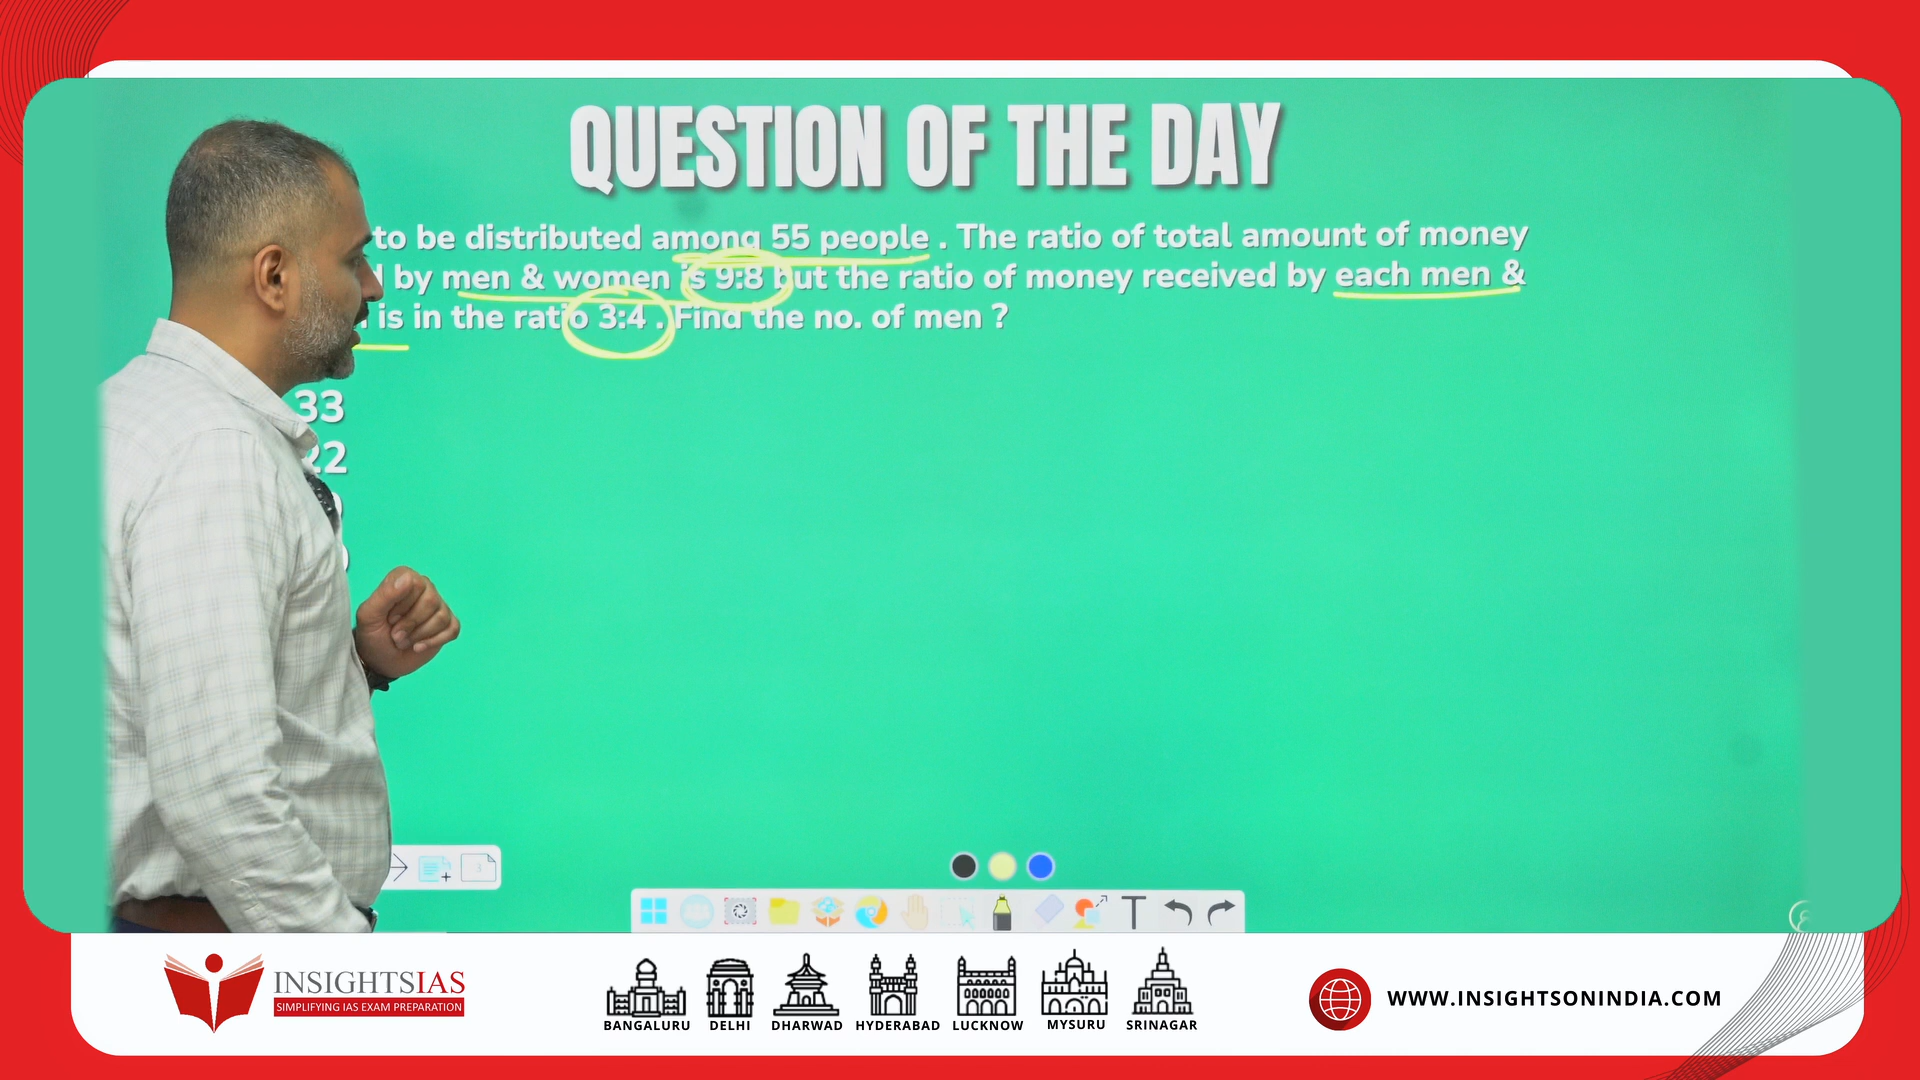 QUESTION OF THE DAY
to be distributed among 55 people . The ratio of total amount of money
by men & women is 9:8 but the ratio of money received by each men &
is in the ratio 3:4 . Find the no. of men ?
33
22
3
INSIGHTSIAS
SIMPLIFYING IAS EXAM PREPARATION
BANGALURU DELHI DHARWAD HYDERABAD LUCKNOW MYSURU SRINAGAR
WWW.INSIGHTSONINDIA.COM